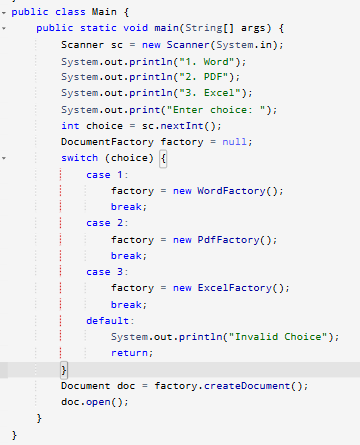 public class Main {
    public static void main(String[] args) {
        Scanner sc = new Scanner(System.in);
        System.out.println("1. Word");
        System.out.println("2. PDF");
        System.out.println("3. Excel");
        System.out.print("Enter choice: ");
        int choice = sc.nextInt();
        DocumentFactory factory = null;
        switch (choice) {
            case 1:
                factory = new WordFactory();
                break;
            case 2:
                factory = new PdfFactory();
                break;
            case 3:
                factory = new ExcelFactory();
                break;
            default:
                System.out.println("Invalid Choice");
                return;
        }
        Document doc = factory.createDocument();
        doc.open();
    }
}